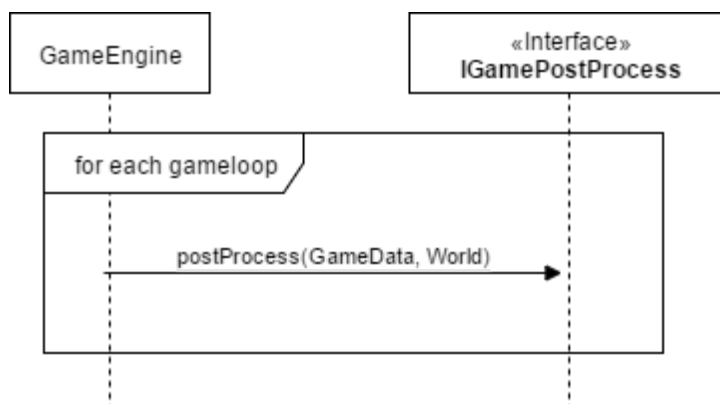 GameEngine
«Interface»
IGamePostProcess
for each gameloop
postProcess(GameData, World)